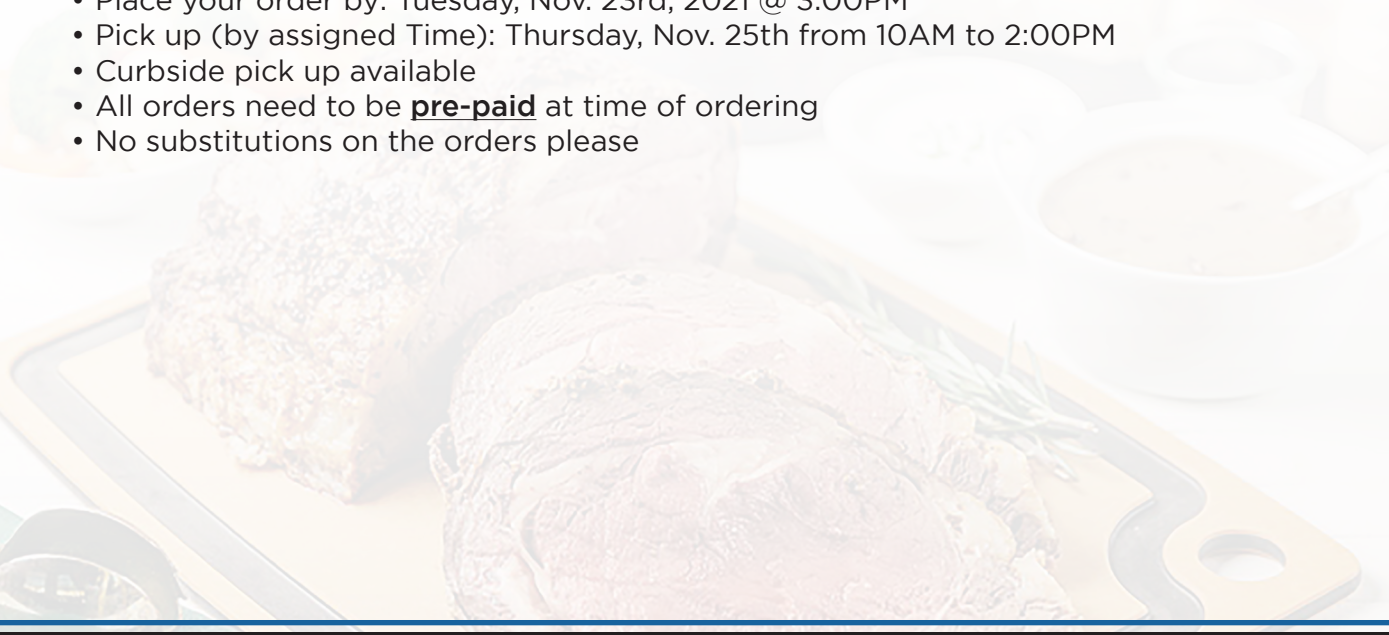 • Place your order by: Tuesday, Nov. 23rd, 2021 @ 3:00PM
• Pick up (by assigned Time): Thursday, Nov. 25th from 10AM to 2:00PM
• Curbside pick up available
• All orders need to be pre-paid at time of ordering
• No substitutions on the orders please